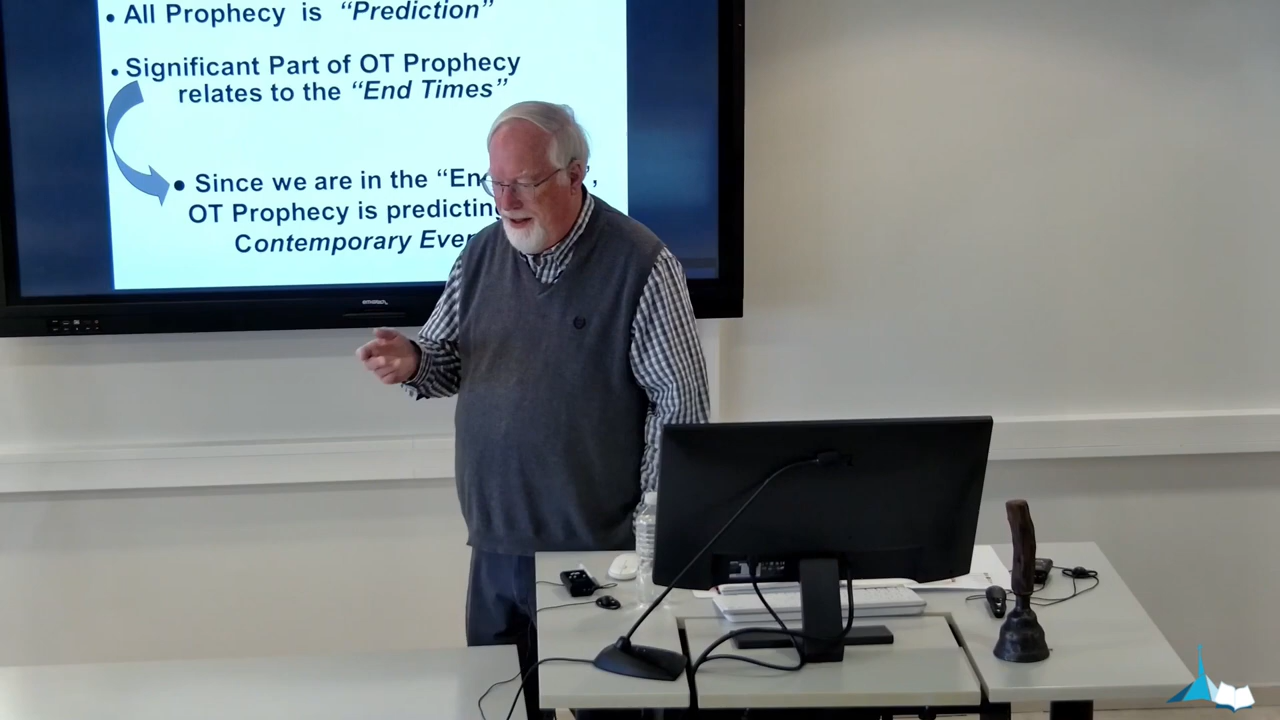 • All Prophecy is “Prediction”
• Significant Part of OT Prophecy
relates to the “End Times”
• Since we are in the “En ”,
OT Prophecy is predicting
Contemporary Even